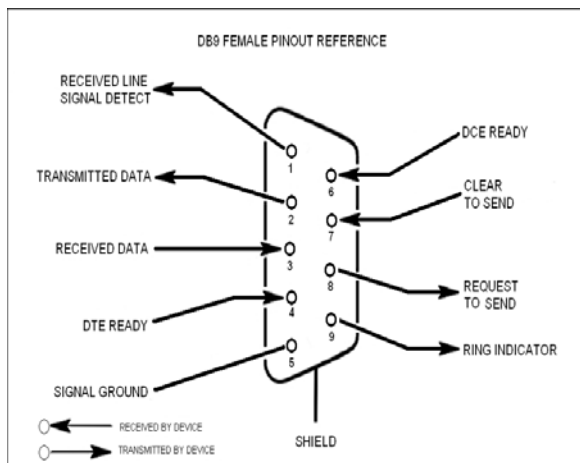 DB9 FEMALE PINOUT REFERENCE
RECEIVED LINE
SIGNAL DETECT
TRANSMITTED DATA
RECEIVED DATA
DTE READY
SIGNAL GROUND
1
2
3
4
5
6
7
8
9
DCE READY
CLEAR
TO SEND
REQUEST
TO SEND
RING INDICATOR
SHIELD
RECEIVED BY DEVICE
TRANSMITTED BY DEVICE